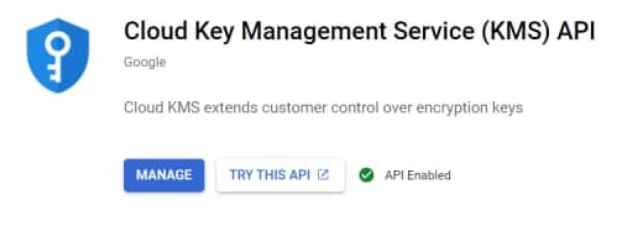 Cloud Key Management Service (KMS) API
Google
Cloud KMS extends customer control over encryption keys
MANAGE TRY THIS API API Enabled